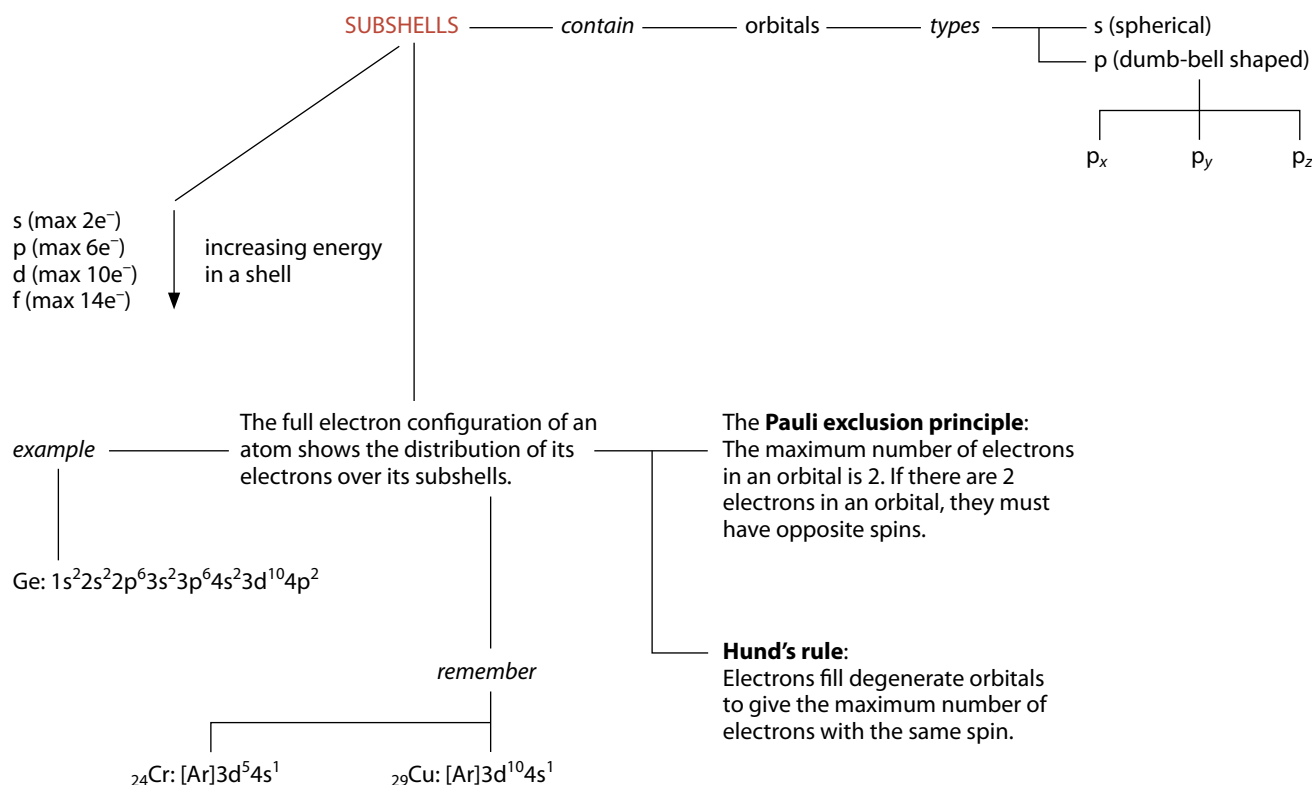 SUBSHELLS contain orbitals types s (spherical)
p (dumb-bell shaped)
pₓ p_y p_z
s (max 2e⁻)
p (max 6e⁻)
d (max 10e⁻)
f (max 14e⁻)
increasing energy
in a shell
example
The full electron configuration of an
atom shows the distribution of its
electrons over its subshells.
The Pauli exclusion principle:
The maximum number of electrons
in an orbital is 2. If there are 2
electrons in an orbital, they must
have opposite spins.
Ge: 1s²2s²2p⁶3s²3p⁶4s²3d¹⁰4p²
Hund's rule:
Electrons fill degenerate orbitals
to give the maximum number of
electrons with the same spin.
remember
₂₄Cr: [Ar]3d⁵4s¹ ₂₉Cu: [Ar]3d¹⁰4s¹